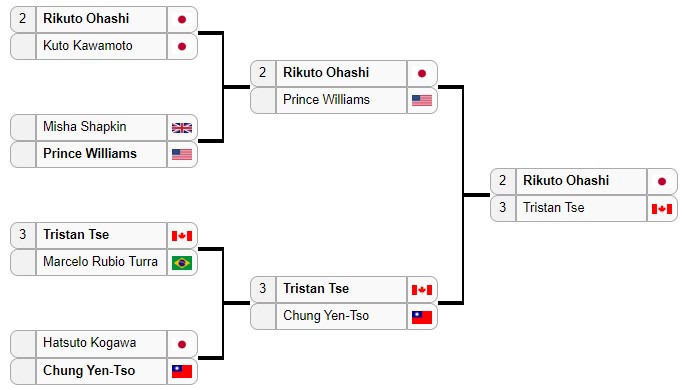 2 Rikuto Ohashi
Kuto Kawamoto
2 Rikuto Ohashi
Prince Williams
Misha Shapkin
Prince Williams
2 Rikuto Ohashi
3 Tristan Tse
3 Tristan Tse
Marcelo Rubio Turra
3 Tristan Tse
Chung Yen-Tso
Hatsuto Kogawa
Chung Yen-Tso